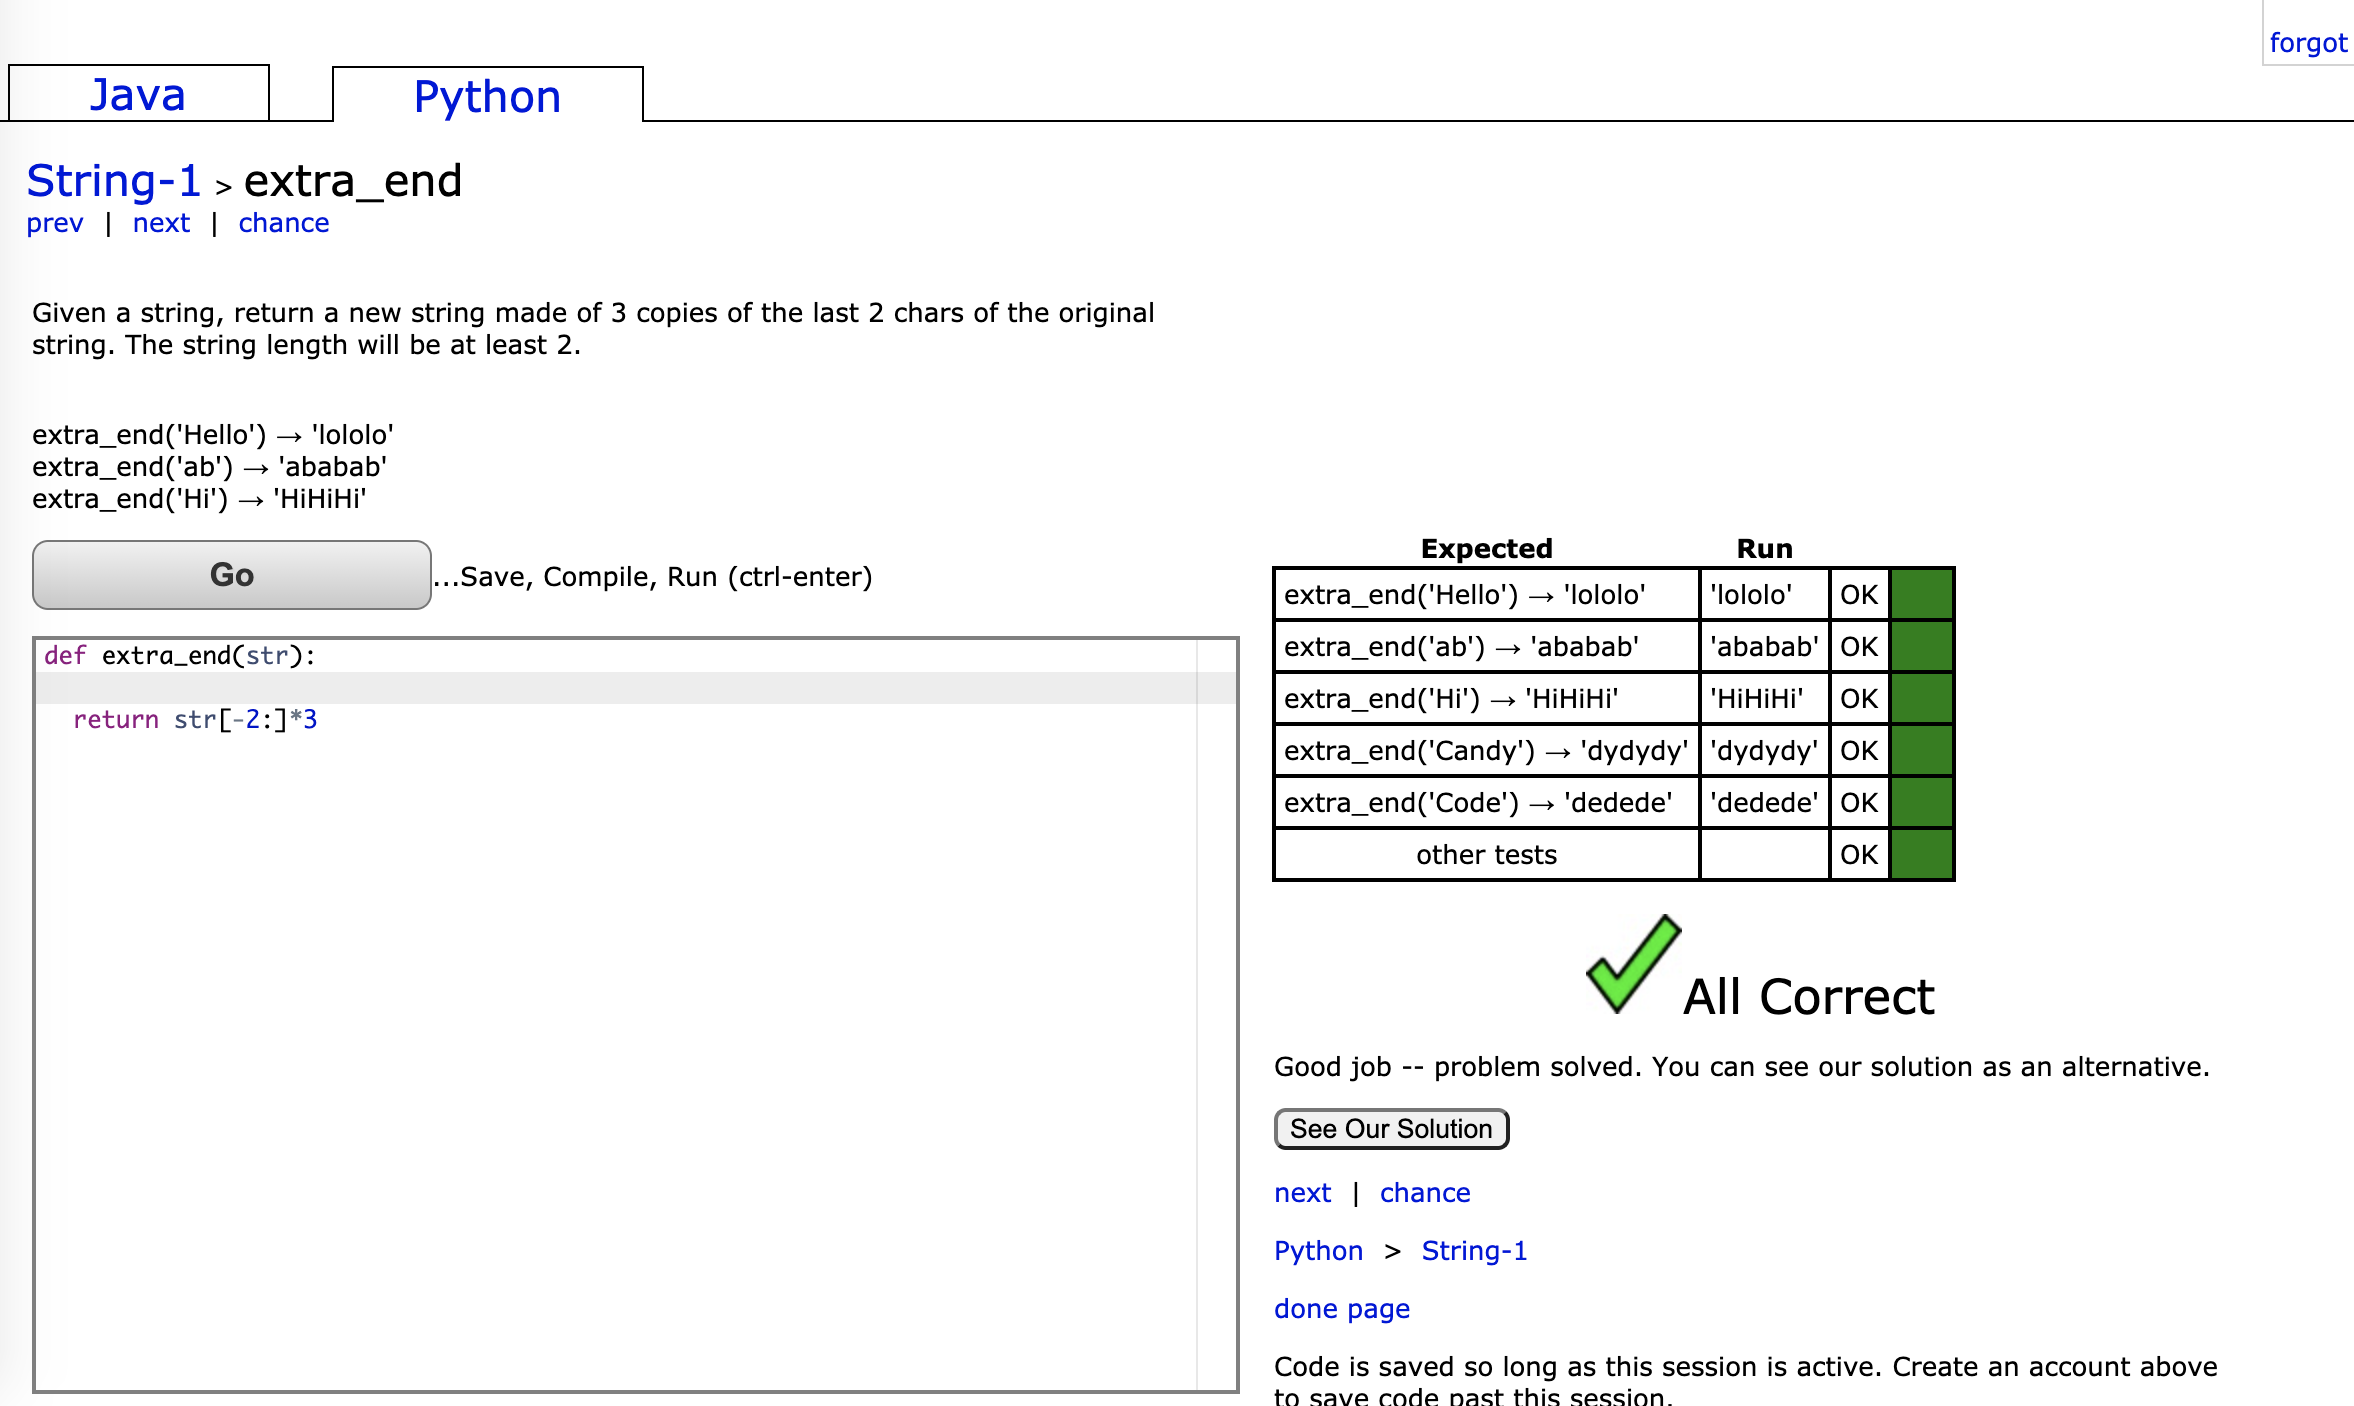 forgot
Java
Python
String-1 > extra_end
prev | next | chance
Given a string, return a new string made of 3 copies of the last 2 chars of the original
string. The string length will be at least 2.
extra_end('Hello') → 'lololo'
extra_end('ab') → 'ababab'
extra_end('Hi') → 'HiHiHi'
Go ...Save, Compile, Run (ctrl-enter)
def extra_end(str):
return str[-2:]*3
Expected Run
extra_end('Hello') → 'lololo' 'lololo' OK
extra_end('ab') → 'ababab' 'ababab' OK
extra_end('Hi') → 'HiHiHi' 'HiHiHi' OK
extra_end('Candy') → 'dydydy' 'dydydy' OK
extra_end('Code') → 'dedede' 'dedede' OK
other tests OK
All Correct
Good job -- problem solved. You can see our solution as an alternative.
See Our Solution
next | chance
Python > String-1
done page
Code is saved so long as this session is active. Create an account above
to save code past this session.